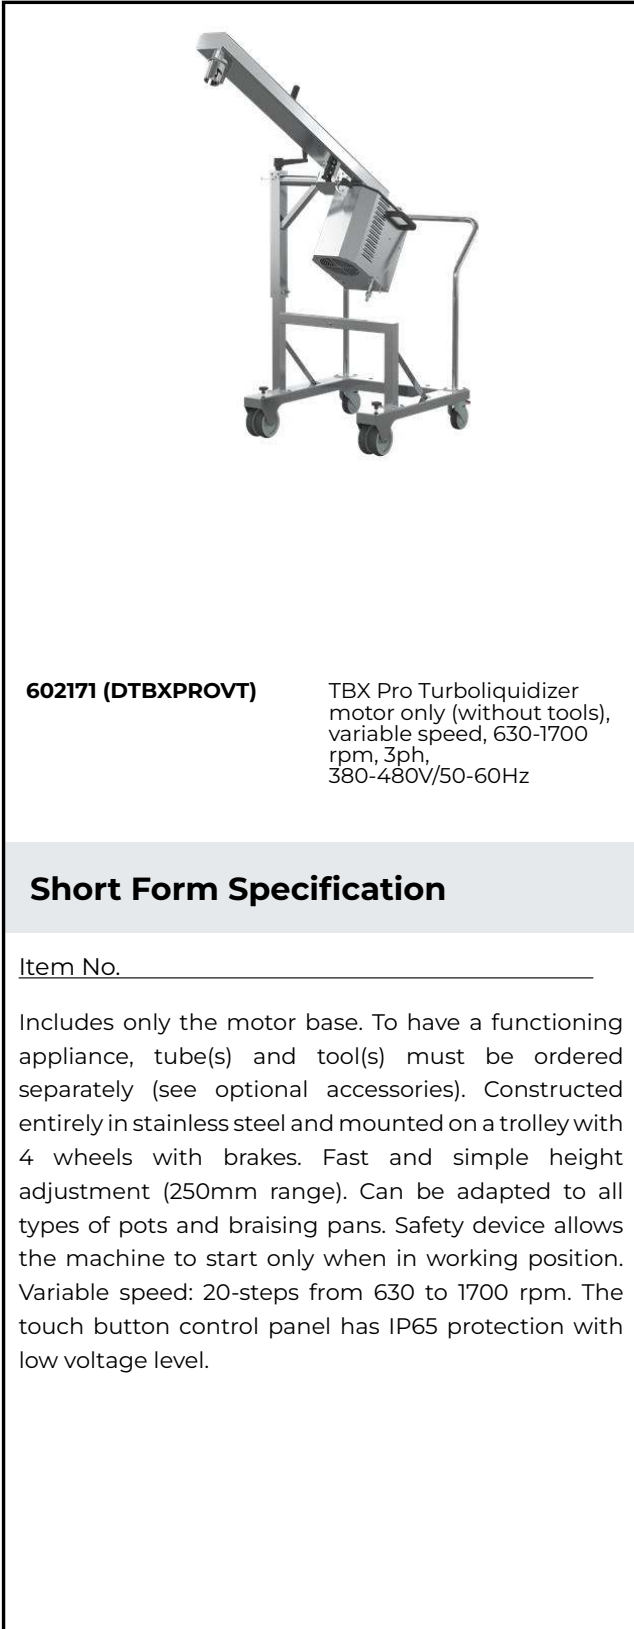 602171 (DTBXPROVT)
TBX Pro Turboliquidizer
motor only (without tools),
variable speed, 630-1700
rpm, 3ph,
380-480V/50-60Hz
Short Form Specification
Item No.
Includes only the motor base. To have a functioning
appliance, tube(s) and tool(s) must be ordered
separately (see optional accessories). Constructed
entirely in stainless steel and mounted on a trolley with
4 wheels with brakes. Fast and simple height
adjustment (250mm range). Can be adapted to all
types of pots and braising pans. Safety device allows
the machine to start only when in working position.
Variable speed: 20-steps from 630 to 1700 rpm. The
touch button control panel has IP65 protection with
low voltage level.